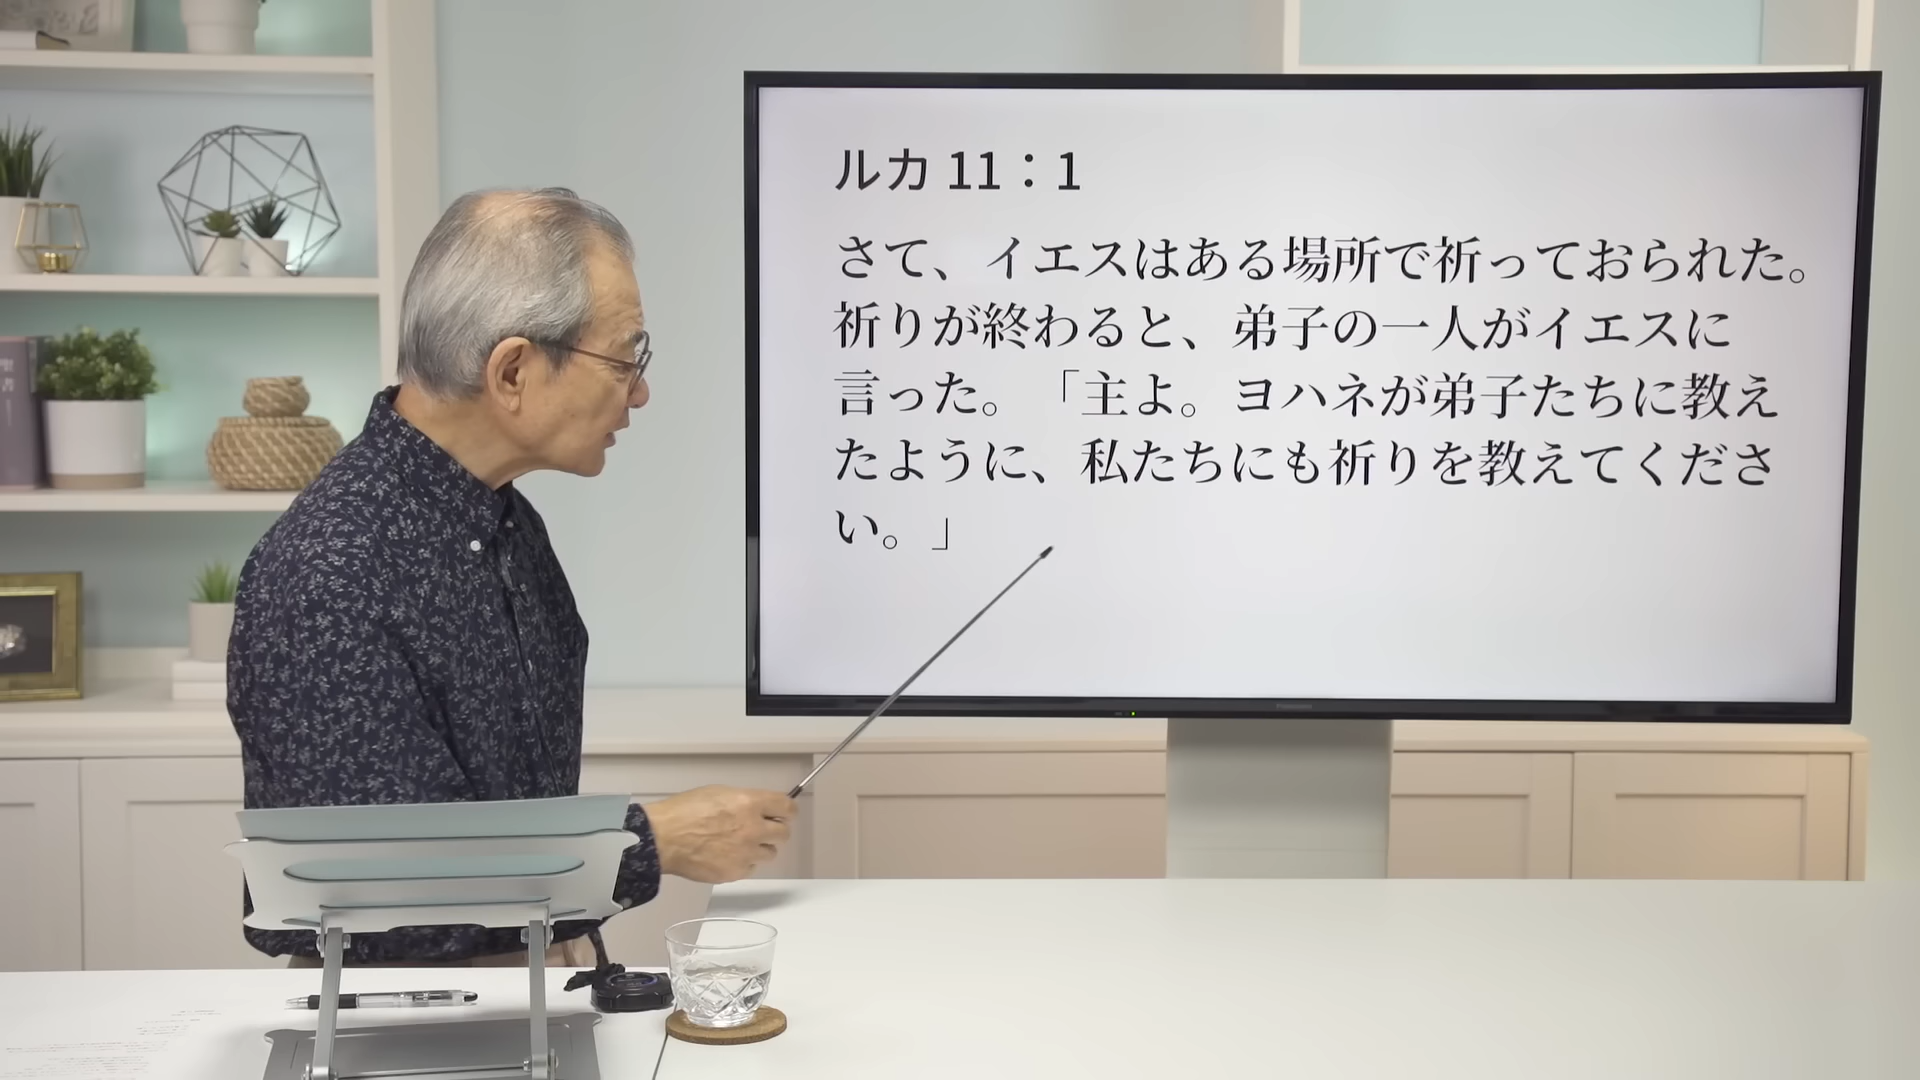 ルカ 11：1
さて、イエスはある場所で祈っておられた。
祈りが終わると、弟子の一人がイエスに
言った。「主よ。ヨハネが弟子たちに教え
たように、私たちにも祈りを教えてくださ
い。」
Panasonic
聖書